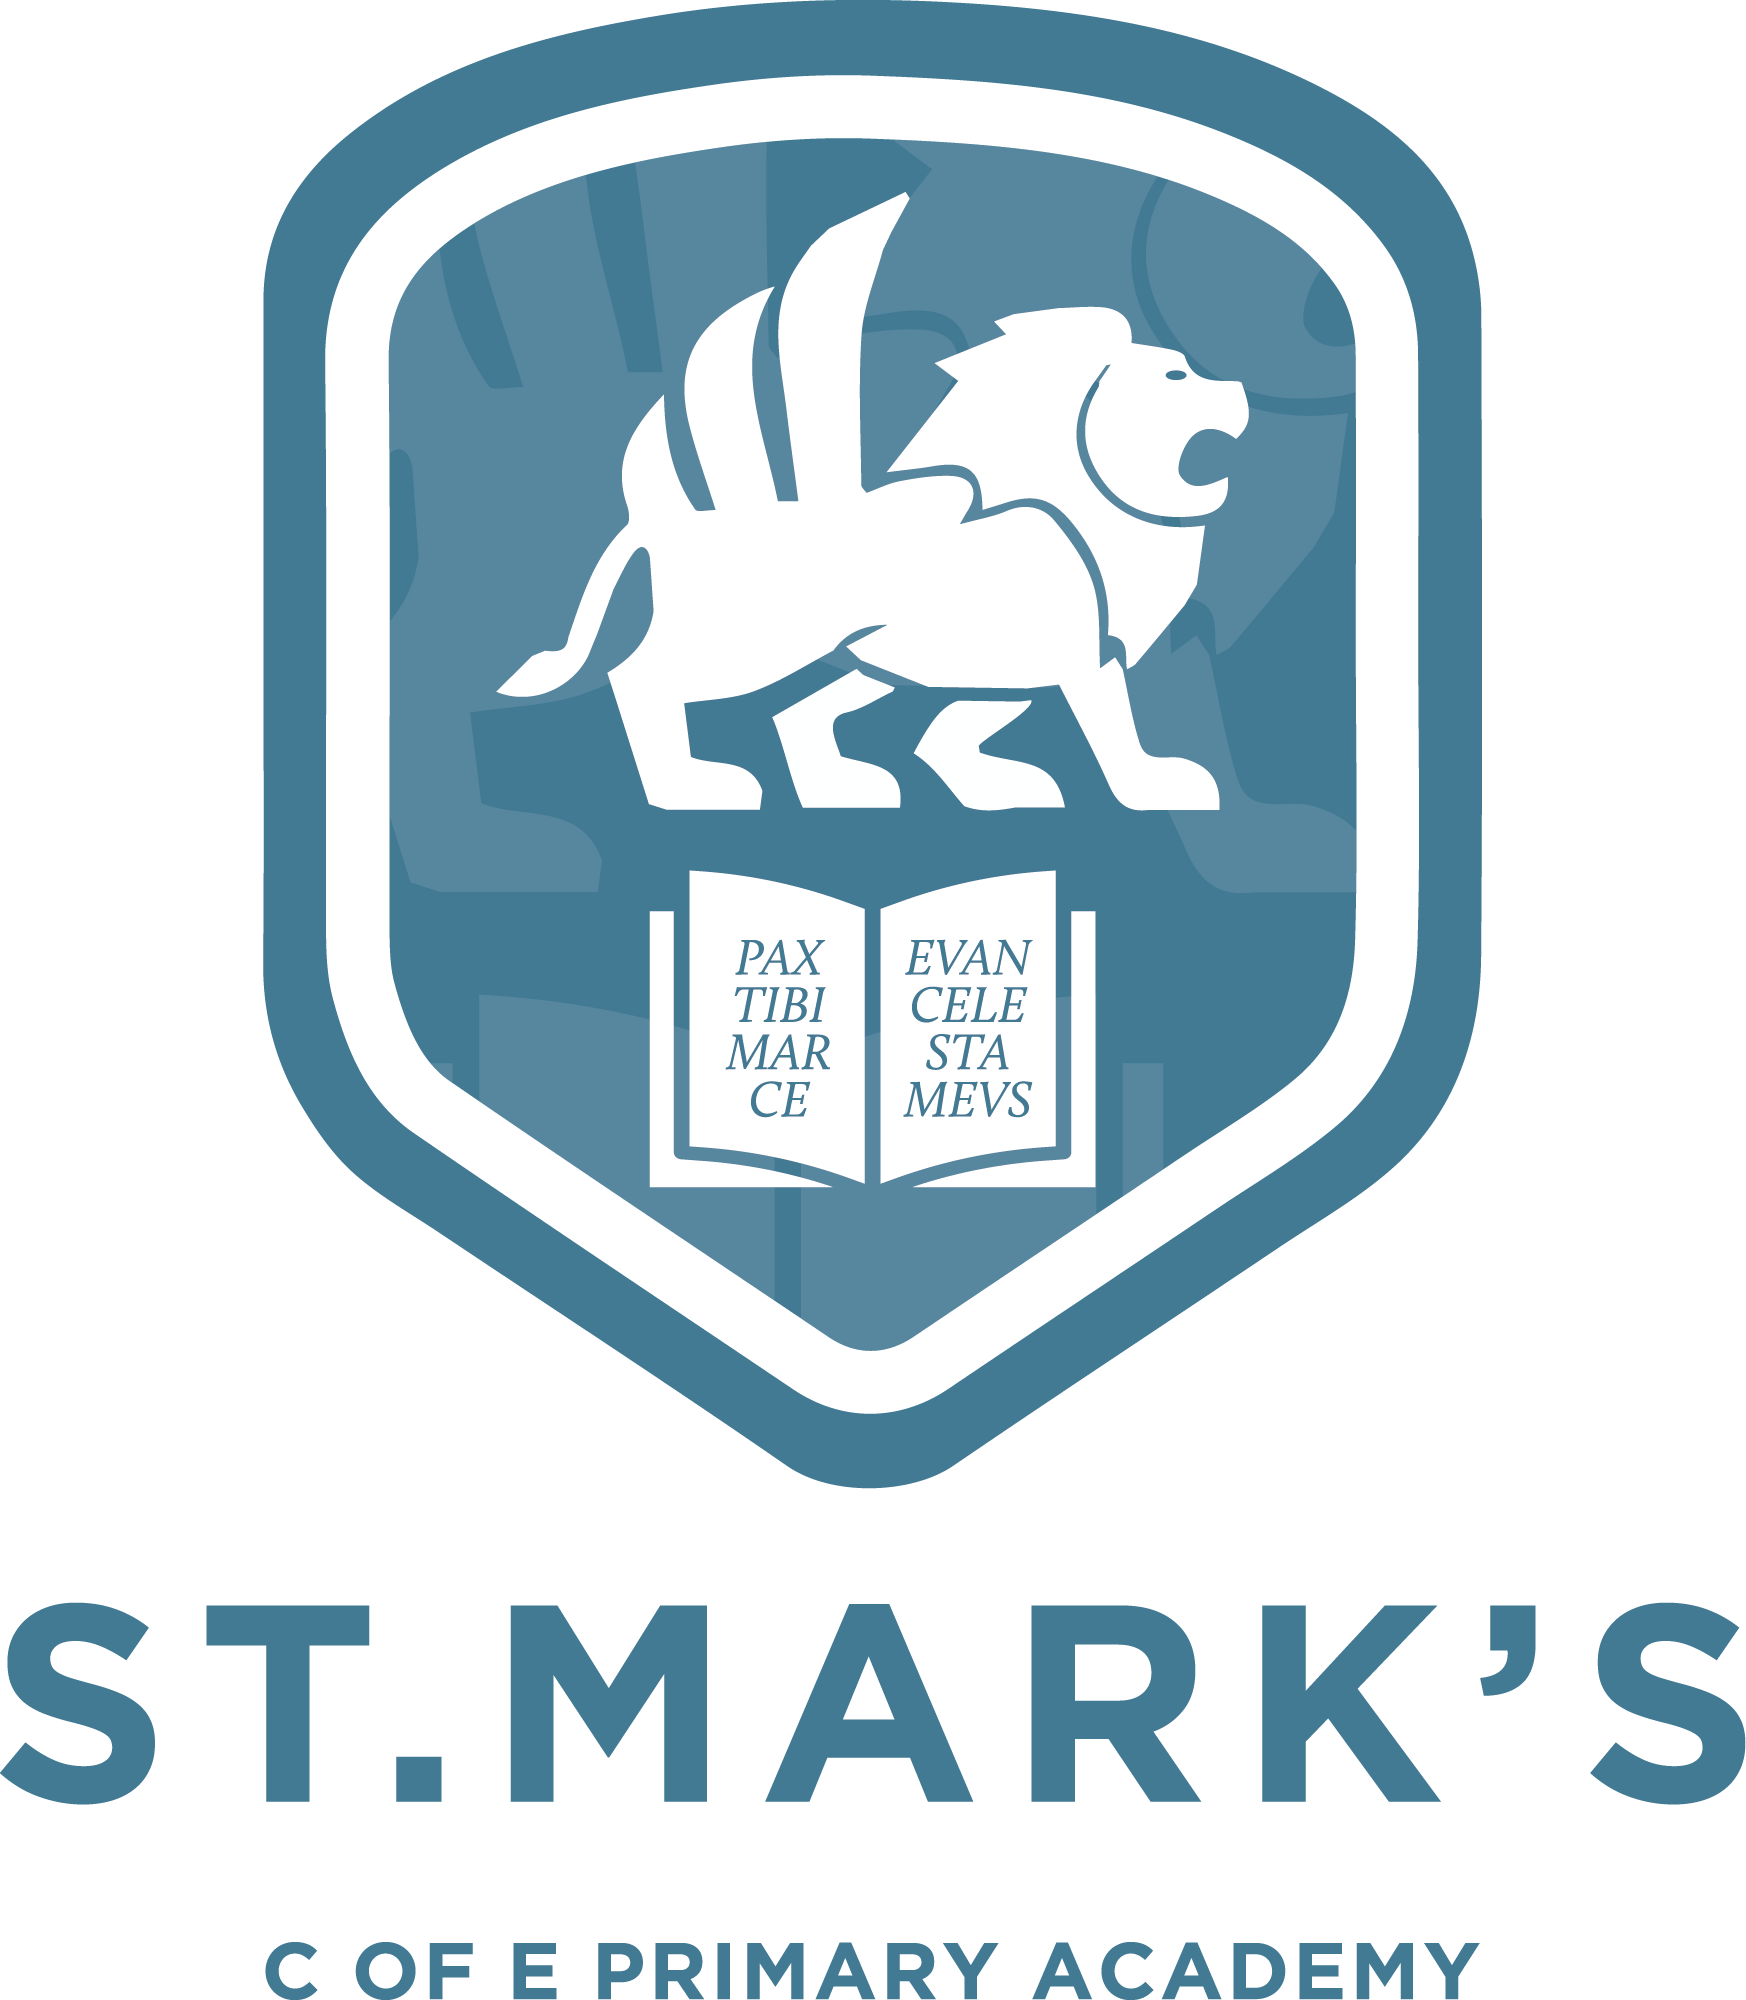 PAX
TIBI
MAR
CE
EVAN
CELE
STA
MEVS
ST.MARK’S
C OF E PRIMARY ACADEMY